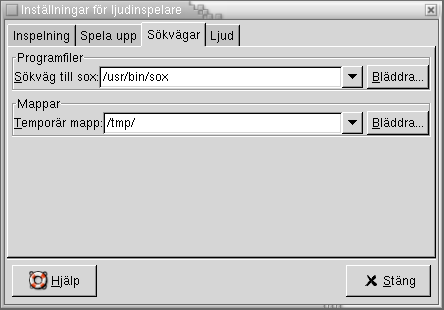 Inställningar för ljudinspelare
Inspelning Spela upp Sökvägar Ljud
Programfiler
Sökväg till sox: /usr/bin/sox Bläddra...
Mappar
Temporär mapp: /tmp/ Bläddra...
Hjälp Stäng